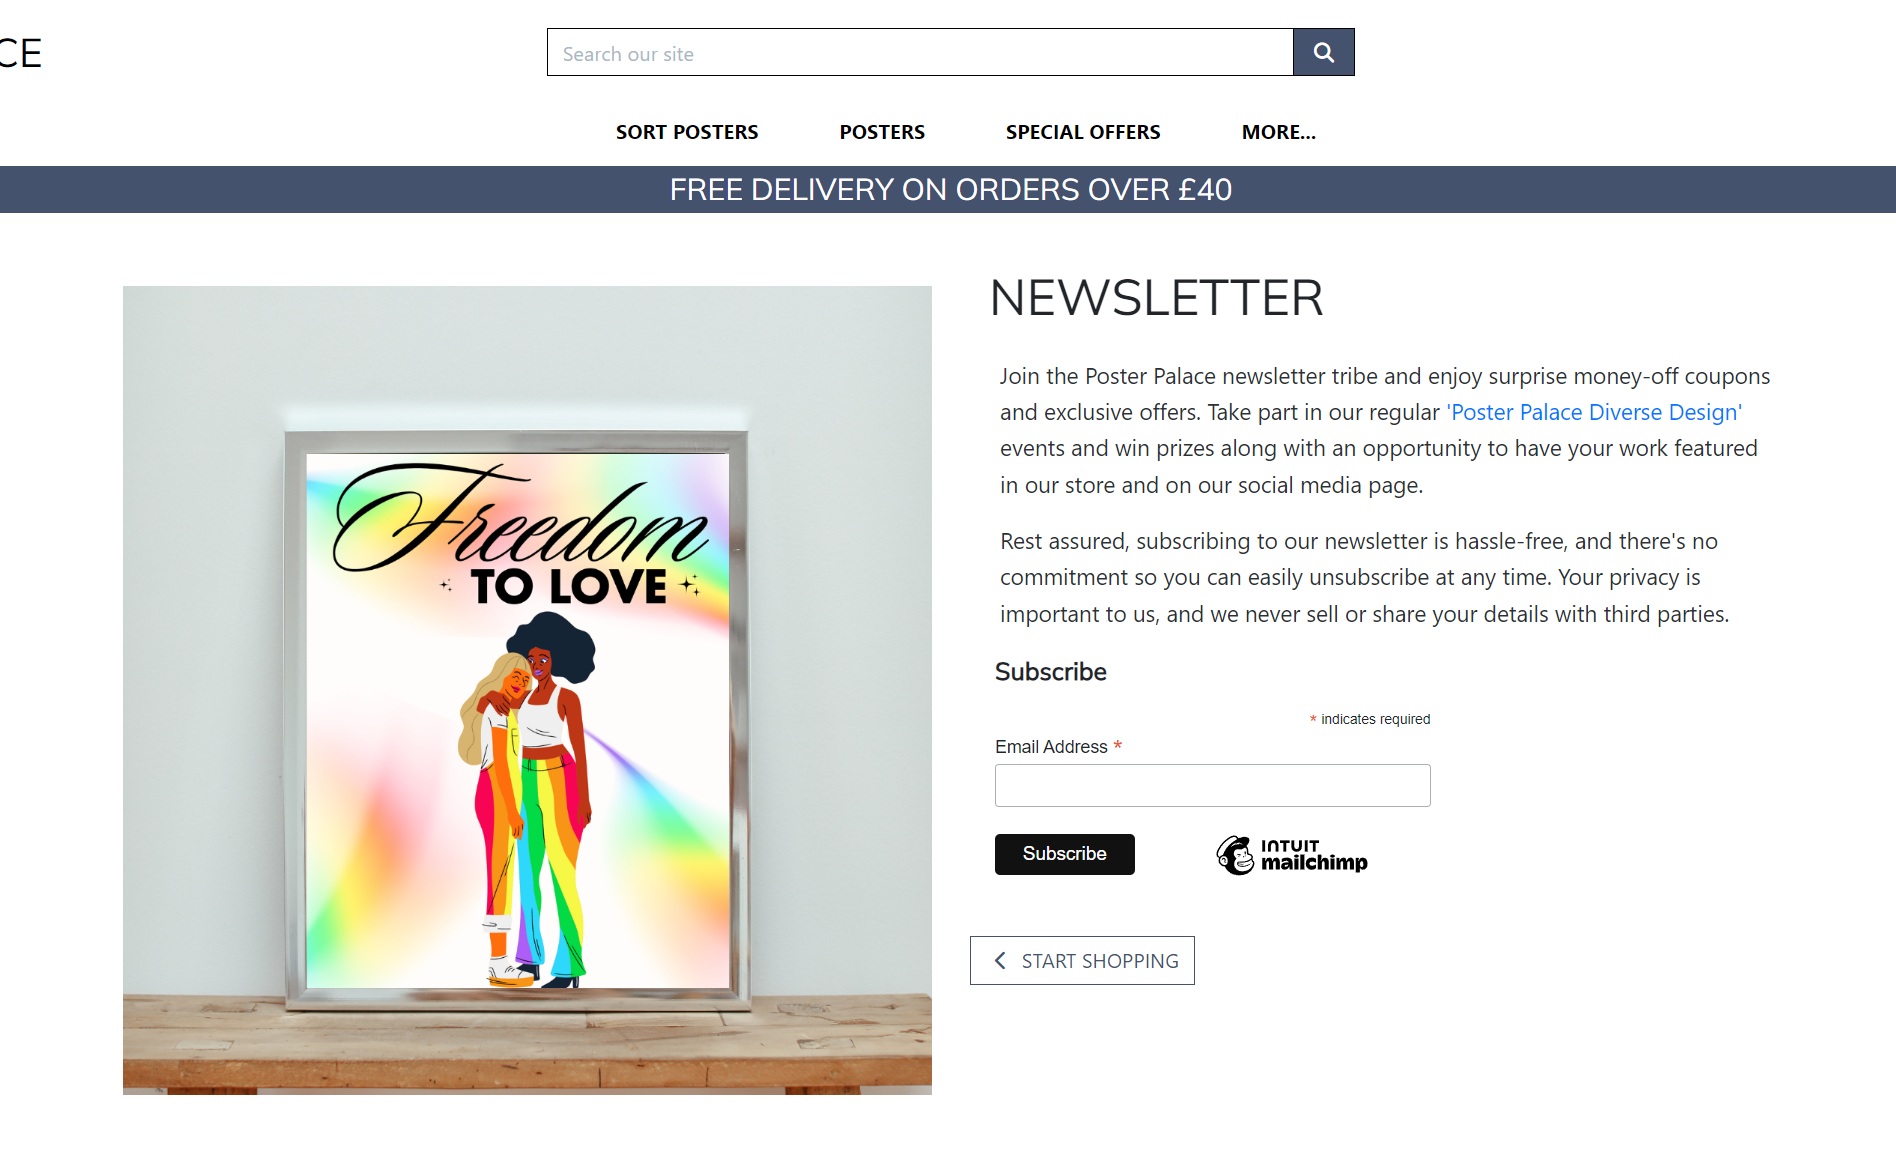 CE
Search our site
SORT POSTERS POSTERS SPECIAL OFFERS MORE...
FREE DELIVERY ON ORDERS OVER £40
Freedom
TO LOVE
NEWSLETTER
Join the Poster Palace newsletter tribe and enjoy surprise money-off coupons
and exclusive offers. Take part in our regular 'Poster Palace Diverse Design'
events and win prizes along with an opportunity to have your work featured
in our store and on our social media page.
Rest assured, subscribing to our newsletter is hassle-free, and there's no
commitment so you can easily unsubscribe at any time. Your privacy is
important to us, and we never sell or share your details with third parties.
Subscribe
* indicates required
Email Address *
Subscribe
INTUIT
mailchimp
START SHOPPING